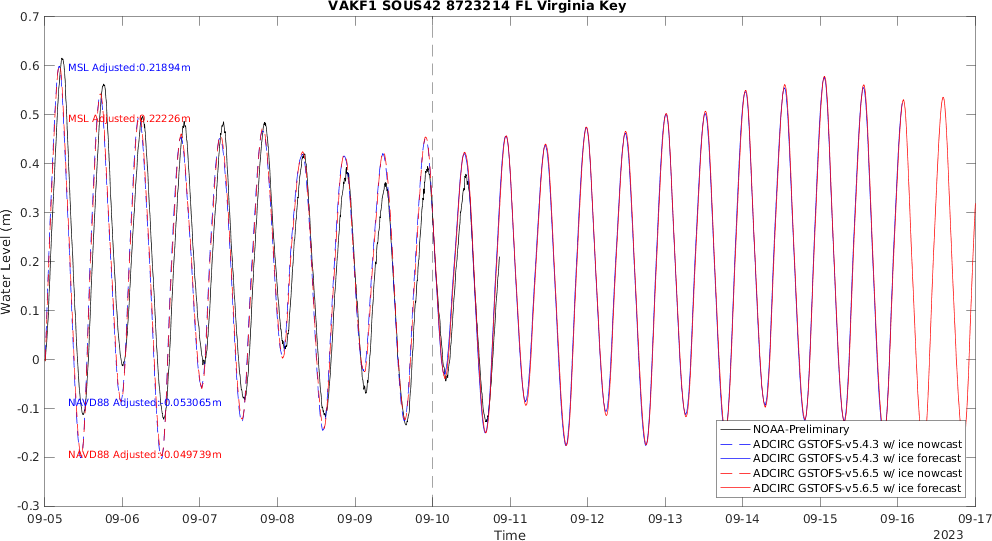 VAKF1 SOUS42 8723214 FL Virginia Key
0.7
0.6
0.5
0.4
0.3
0.2
0.1
0
-0.1
-0.2
-0.3
Water Level (m)
MSL Adjusted:0.21894m
MSL Adjusted:0.22226m
NAVD88 Adjusted:-0.053065m
NAVD88 Adjusted:-0.049739m
NOAA-Preliminary
ADCIRC GSTOFS-v5.4.3 w/ ice nowcast
ADCIRC GSTOFS-v5.4.3 w/ ice forecast
ADCIRC GSTOFS-v5.6.5 w/ ice nowcast
ADCIRC GSTOFS-v5.6.5 w/ ice forecast
09-05 09-06 09-07 09-08 09-09 09-10 09-11 09-12 09-13 09-14 09-15 09-16 09-17
Time
2023